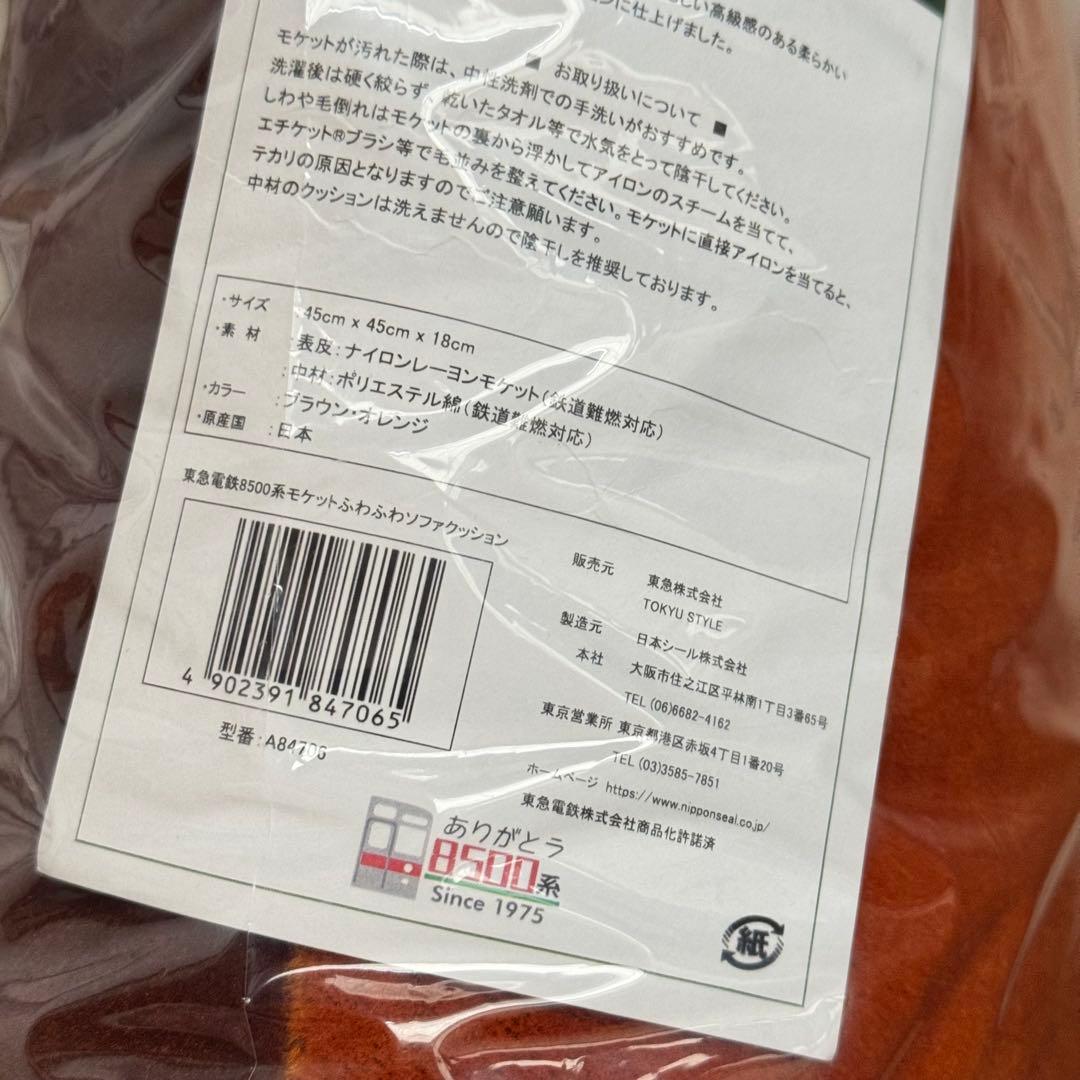 しい高級感のある柔らかい
ンに仕上げました。
■ お取り扱いについて ■
モケットが汚れた際は、中性洗剤での手洗いがおすすめです。
洗濯後は硬く絞らず、乾いたタオル等で水気をとって陰干してください。
しわや毛倒れはモケットの裏から浮かしてアイロンのスチームを当てて、
エチケット®ブラシ等で毛並みを整えてください。モケットに直接アイロンを当てると、
テカリの原因となりますのでご注意願います。
中材のクッションは洗えませんので陰干しを推奨しております。
・サイズ : 45cm x 45cm x 18cm
・素 材 : 表皮:ナイロンレーヨンモケット(鉄道難燃対応)
: 中材:ポリエステル綿(鉄道難燃対応)
・カラー : ブラウン・オレンジ
・原産国 : 日本
東急電鉄8500系モケットふわふわソファクッション
4 902391 847065
型番:A84706
販売元 東急株式会社
TOKYU STYLE
製造元 日本シール株式会社
本社 大阪市住之江区平林南1丁目3番65号
TEL (06)6682-4162
東京営業所 東京都港区赤坂4丁目1番20号
TEL (03)3585-7851
ホームページ https://www.nipponseal.co.jp/
東急電鉄株式会社商品化許諾済
ありがとう
8500系
Since 1975
紙